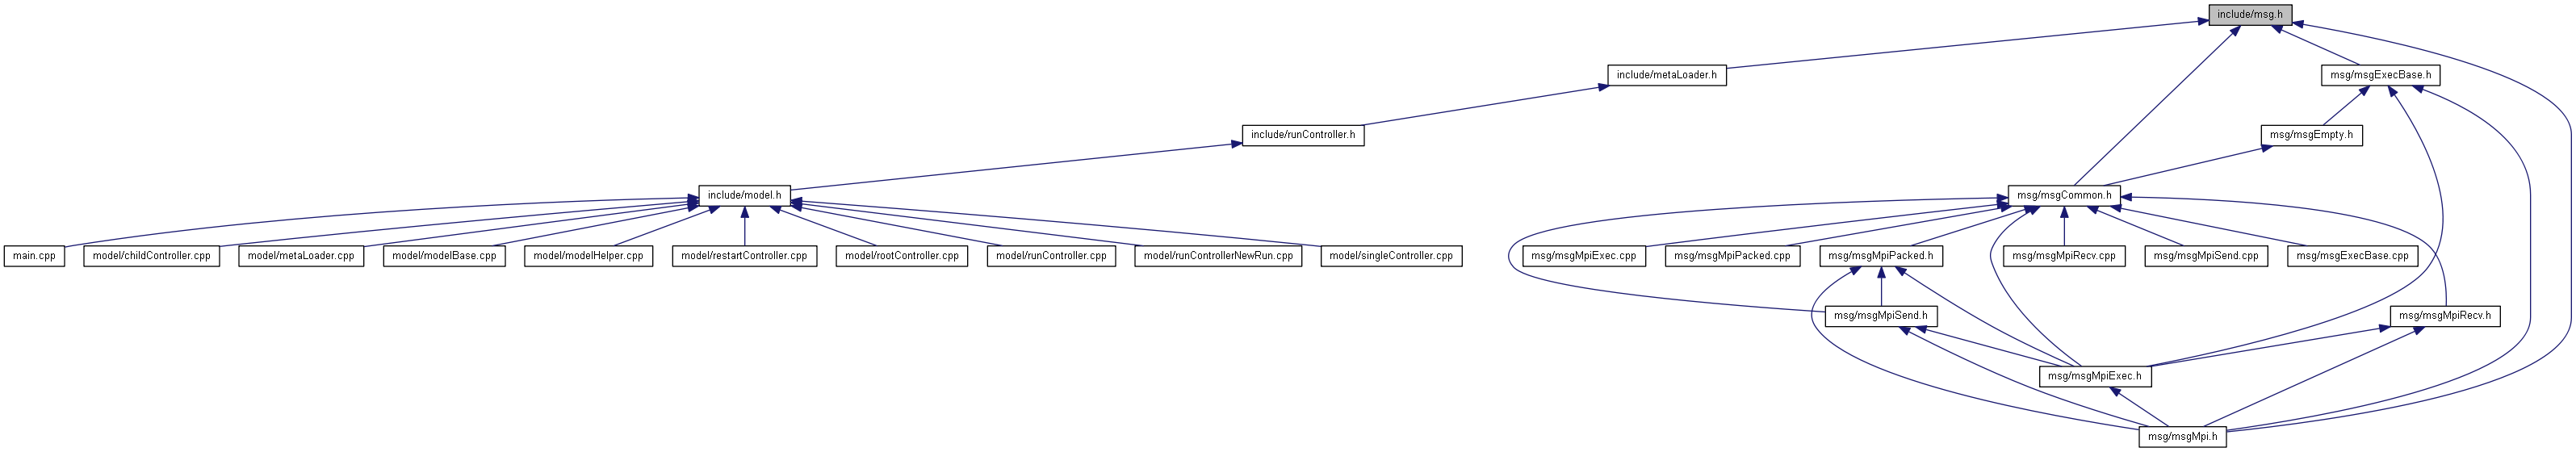 include/msg.h
include/metaLoader.h
msg/msgExecBase.h
include/runController.h
msg/msgEmpty.h
include/model.h
msg/msgCommon.h
main.cpp
model/childController.cpp
model/metaLoader.cpp
model/modelBase.cpp
model/modelHelper.cpp
model/restartController.cpp
model/rootController.cpp
model/runController.cpp
model/runControllerNewRun.cpp
model/singleController.cpp
msg/msgMpiExec.cpp
msg/msgMpiPacked.cpp
msg/msgMpiPacked.h
msg/msgMpiRecv.cpp
msg/msgMpiSend.cpp
msg/msgExecBase.cpp
msg/msgMpiSend.h
msg/msgMpiRecv.h
msg/msgMpiExec.h
msg/msgMpi.h